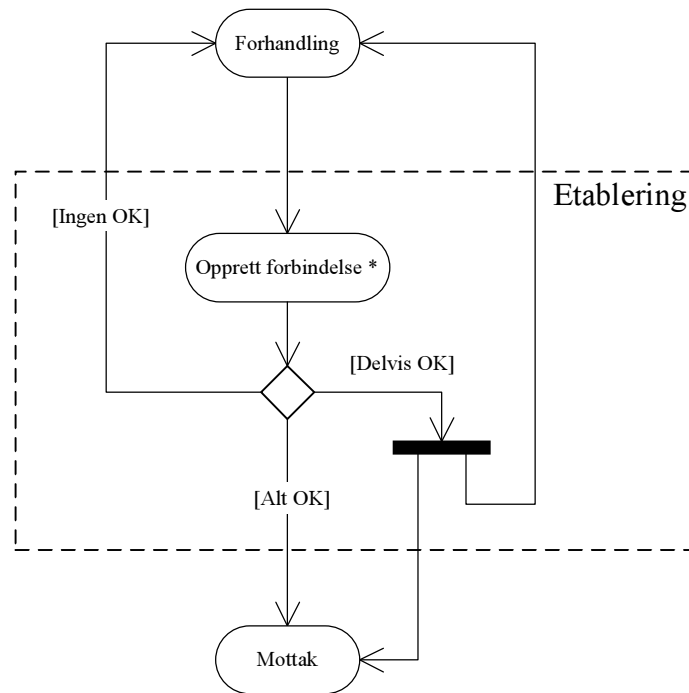 Forhandling
Etablering
[Ingen OK]
Opprett forbindelse *
[Delvis OK]
[Alt OK]
Mottak